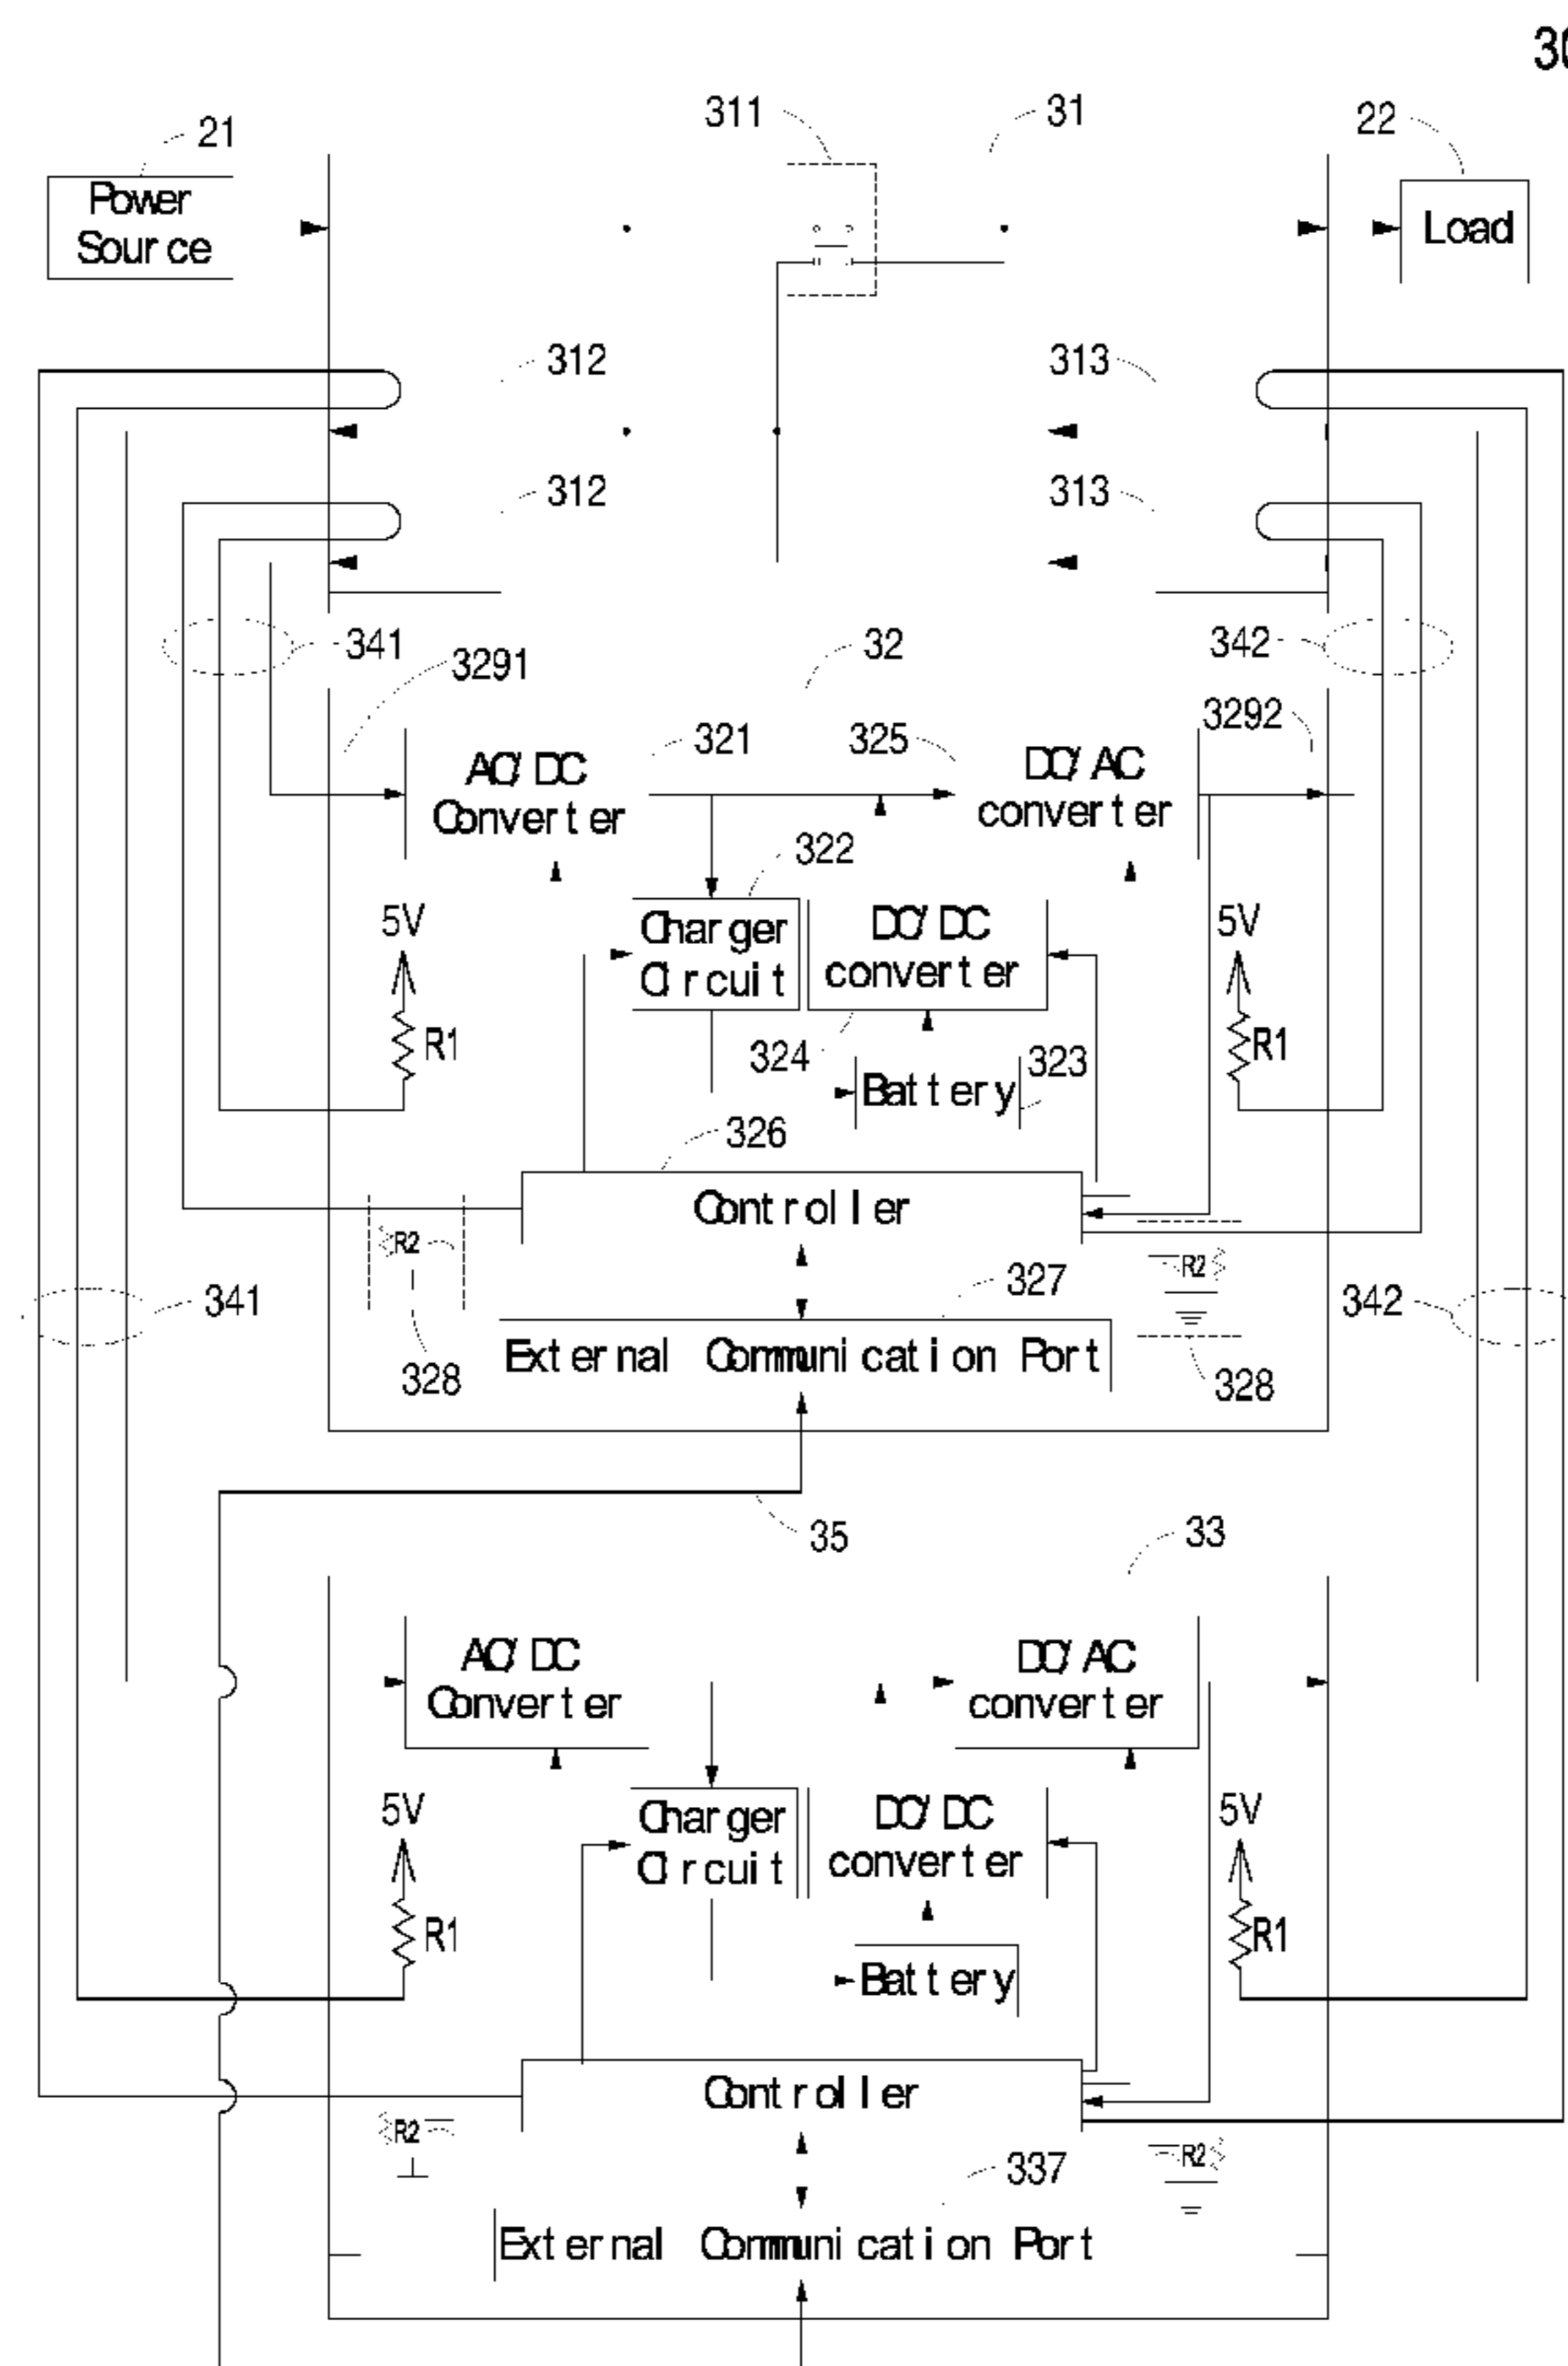 30
311
31
22
21
Power
Source
Load
312
313
312
313
341
3291
32
342
3292
321
325
AC/DC
Converter
DC/AC
converter
322
5V
Charger
Circuit
DC/DC
converter
5V
R1
324
323
R1
Battery
326
Controller
R2
R2
327
341
342
External Communication Port
328
328
35
33
AC/DC
Converter
DC/AC
converter
5V
Charger
Circuit
DC/DC
converter
5V
R1
R1
Battery
Controller
R2
R2
337
External Communication Port